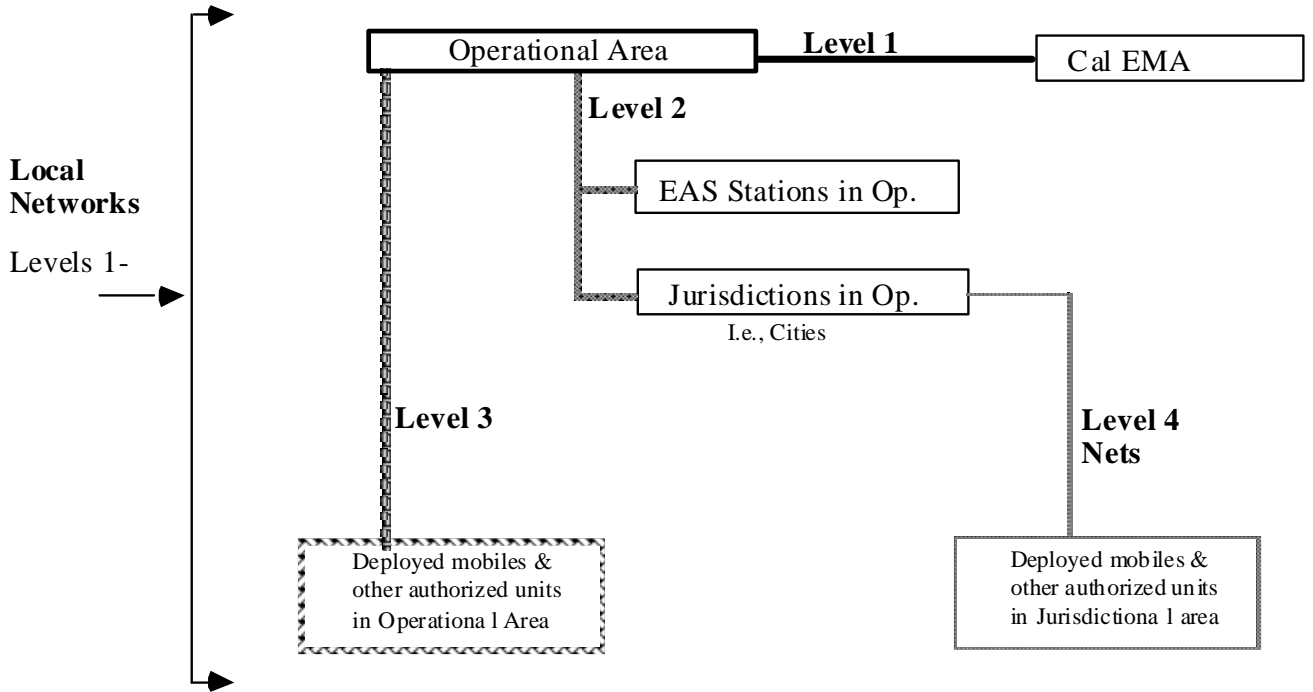 Operational Area
Level 1
Cal EMA
Level 2
Local
Networks
EAS Stations in Op.
Levels 1-
Jurisdictions in Op.
I.e., Cities
Level 3
Level 4
Nets
Deployed mobiles &
other authorized units
in Operationa l Area
Deployed mobiles &
other authorized units
in Jurisdictiona l area